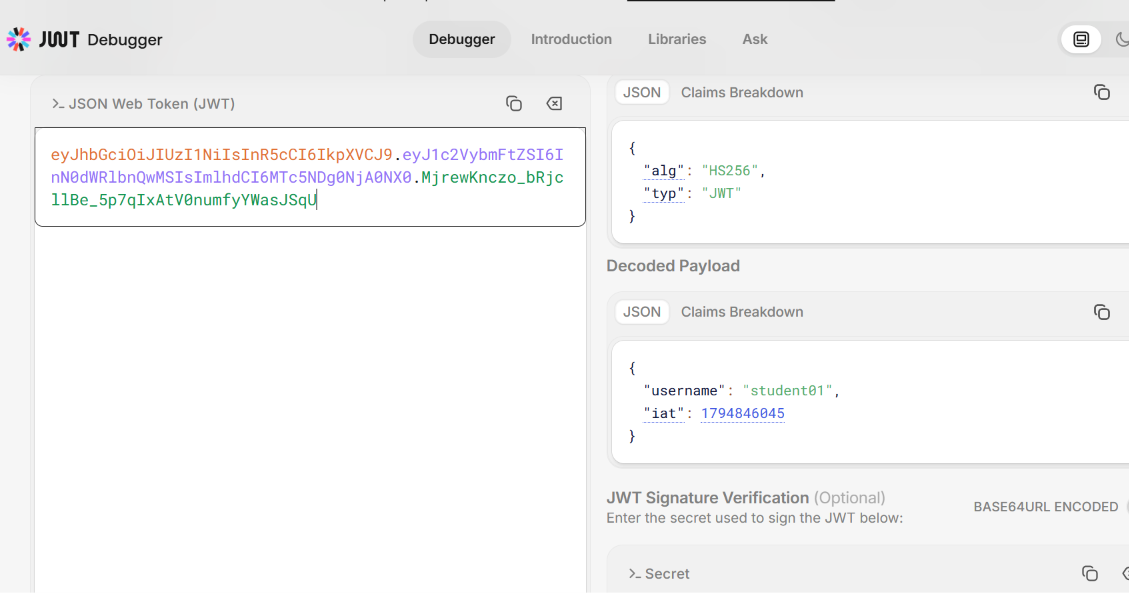 JWT Debugger
Debugger Introduction Libraries Ask
>_ JSON Web Token (JWT)
eyJhbGciOiJIUzI1NiIsInR5cCI6IkpXVCJ9.eyJ1c2VybmFtZSI6I
nN0dWRlbnQwMSIsImlhdCI6MTc5NDg0NjA0NX0.MjrewKnczo_bRjc
llBe_5p7qIxAtV0numfyYWasJSqU
JSON Claims Breakdown
{
"alg": "HS256",
"typ": "JWT"
}
Decoded Payload
JSON Claims Breakdown
{
"username": "student01",
"iat": 1794846045
}
JWT Signature Verification (Optional)
Enter the secret used to sign the JWT below:
BASE64URL ENCODED
>_ Secret